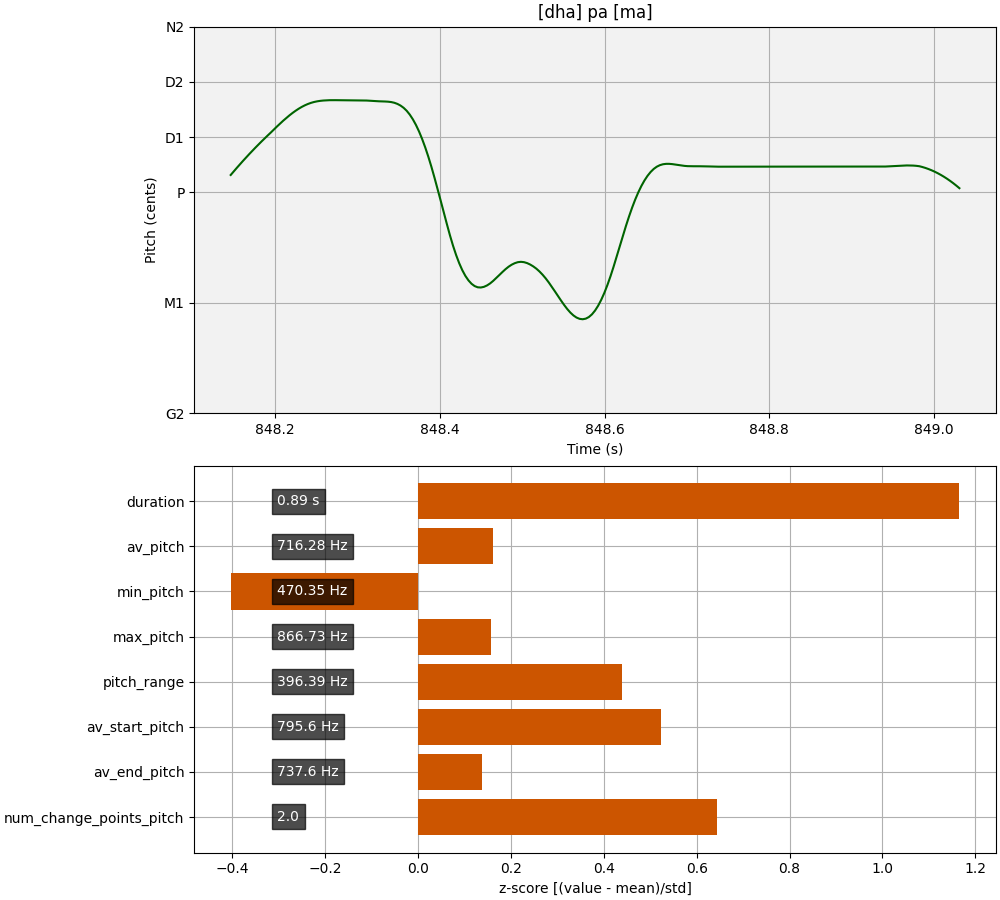 [dha] pa [ma]
N2
D2
D1
P
M1
G2
Pitch (cents)
848.2 848.4 848.6 848.8 849.0
Time (s)
duration 0.89 s
av_pitch 716.28 Hz
min_pitch 470.35 Hz
max_pitch 866.73 Hz
pitch_range 396.39 Hz
av_start_pitch 795.6 Hz
av_end_pitch 737.6 Hz
num_change_points_pitch 2.0
−0.4 −0.2 0.0 0.2 0.4 0.6 0.8 1.0 1.2
z-score [(value - mean)/std]